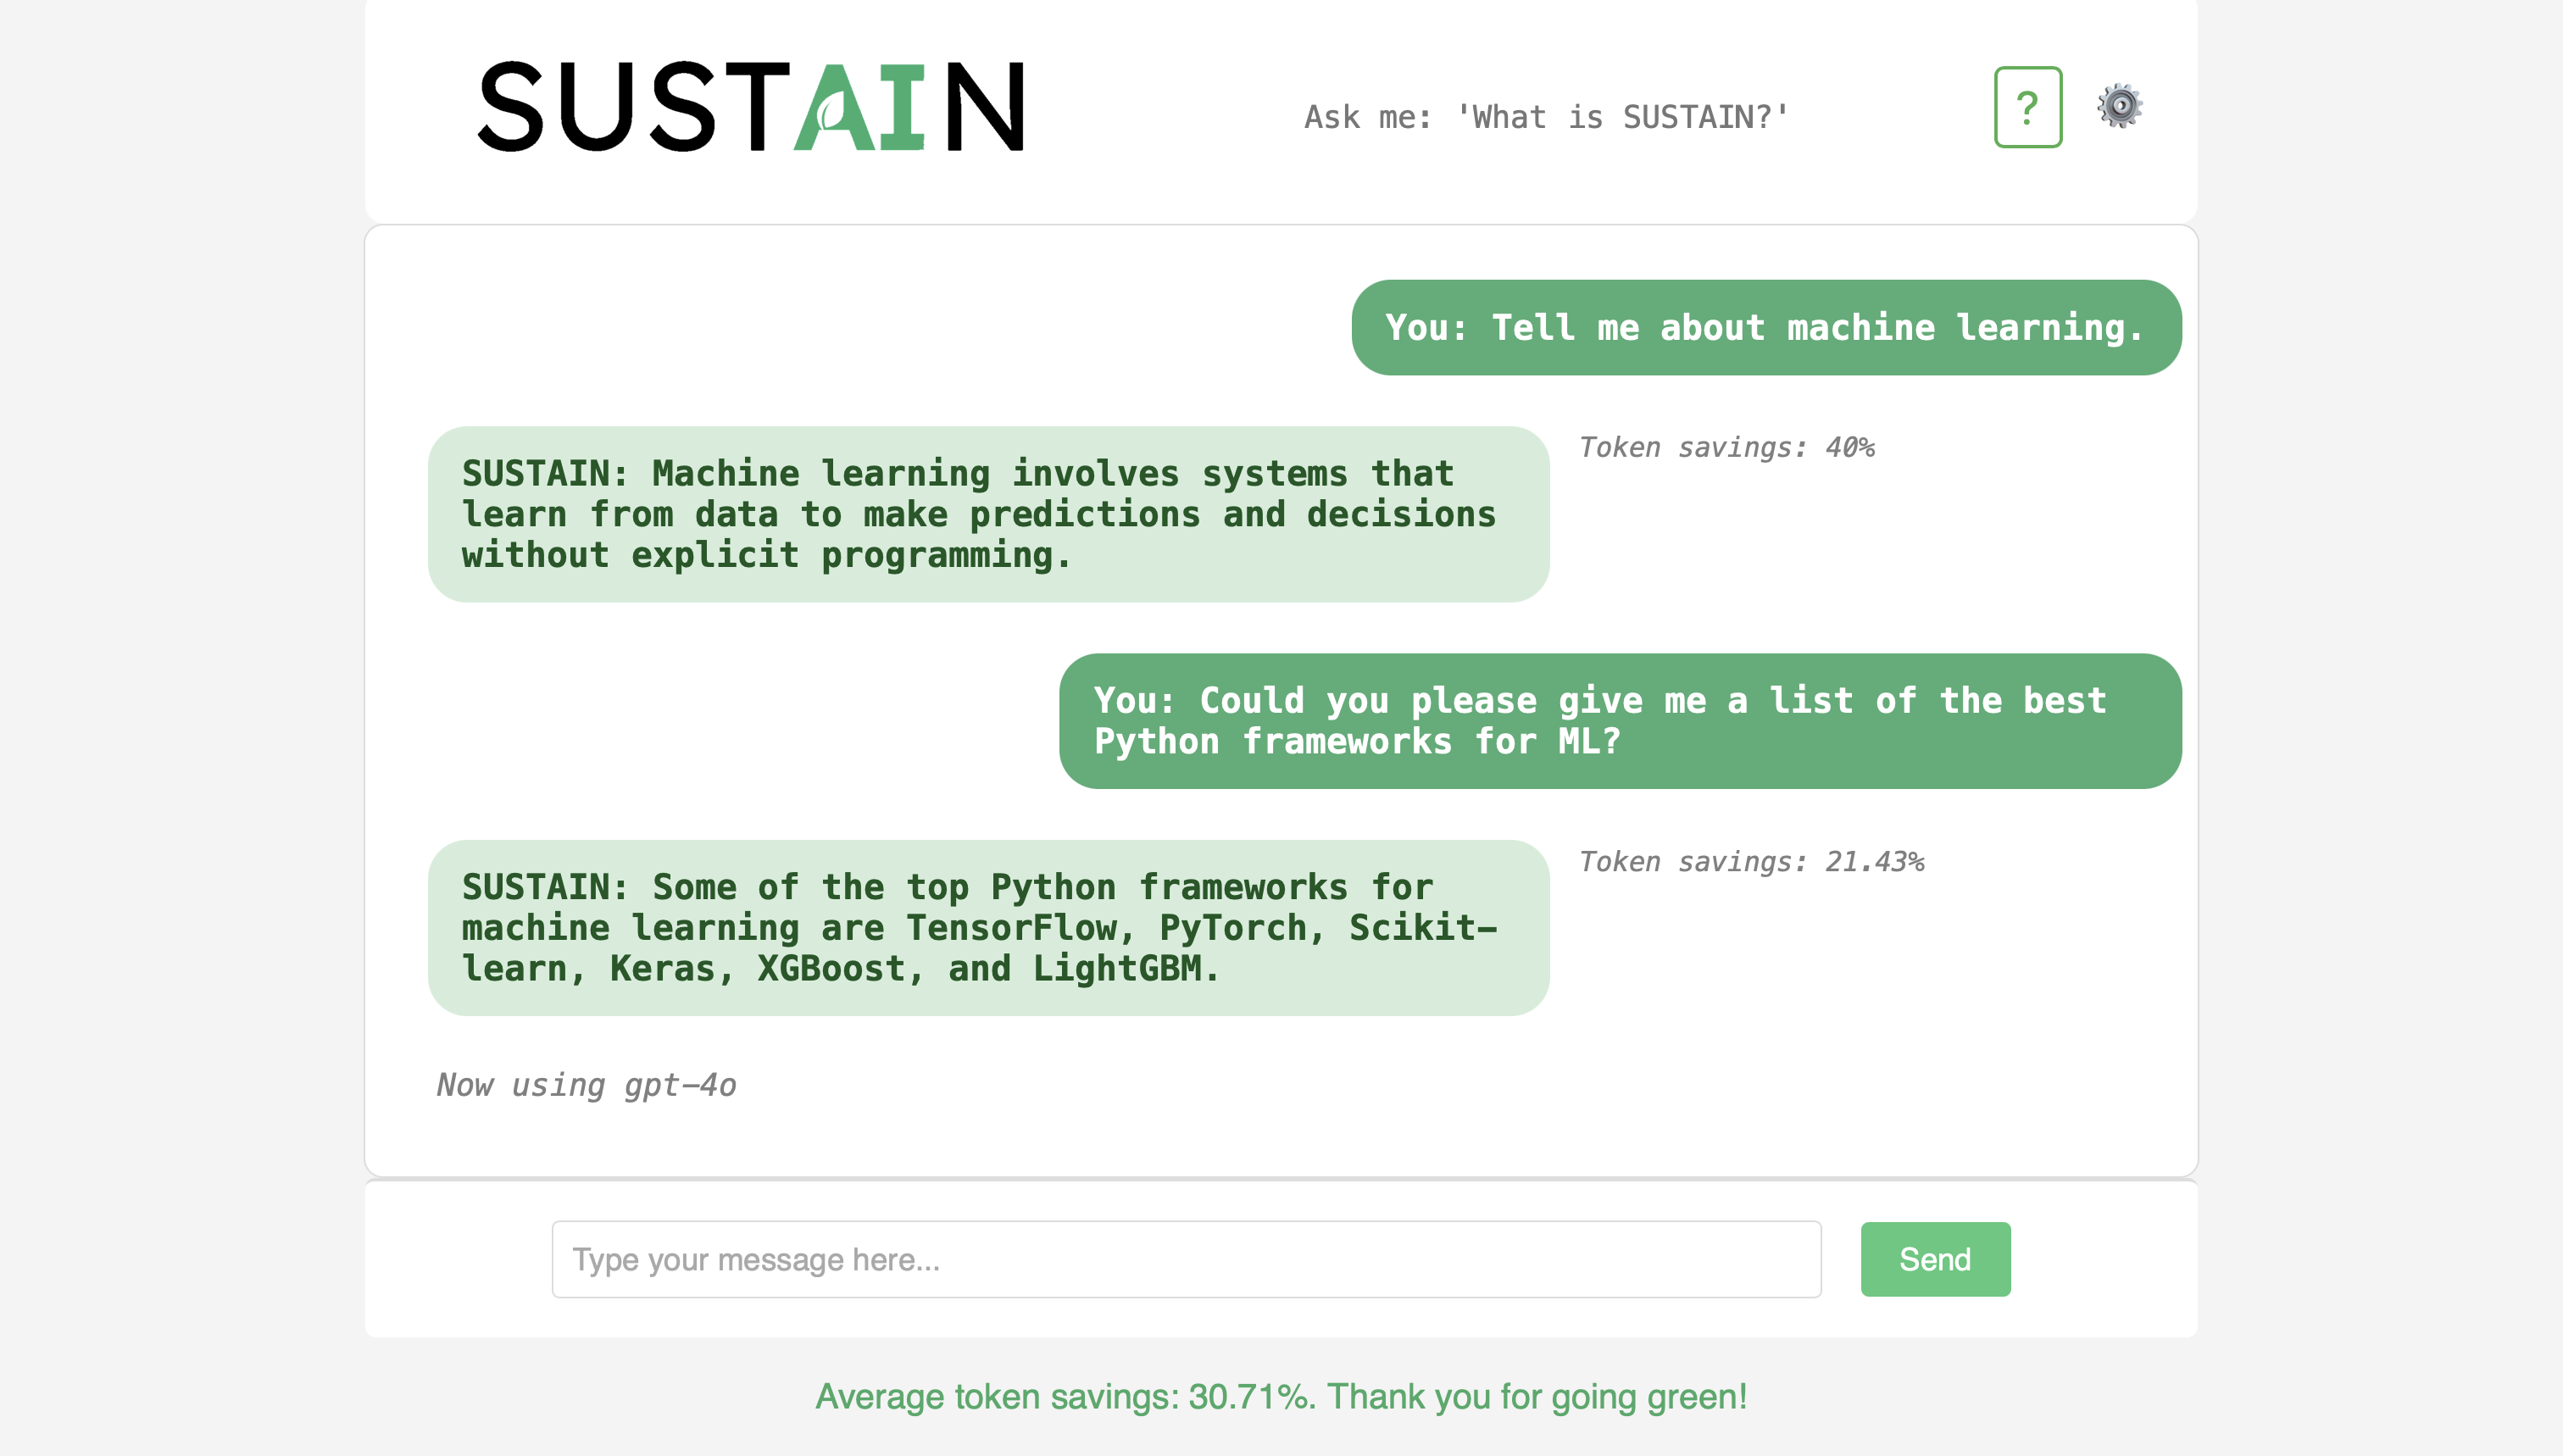 SUSTAIN
Ask me: 'What is SUSTAIN?'
?
You: Tell me about machine learning.
Token savings: 40%
SUSTAIN: Machine learning involves systems that
learn from data to make predictions and decisions
without explicit programming.
You: Could you please give me a list of the best
Python frameworks for ML?
Token savings: 21.43%
SUSTAIN: Some of the top Python frameworks for
machine learning are TensorFlow, PyTorch, Scikit-
learn, Keras, XGBoost, and LightGBM.
Now using gpt-4o
Type your message here...
Send
Average token savings: 30.71%. Thank you for going green!